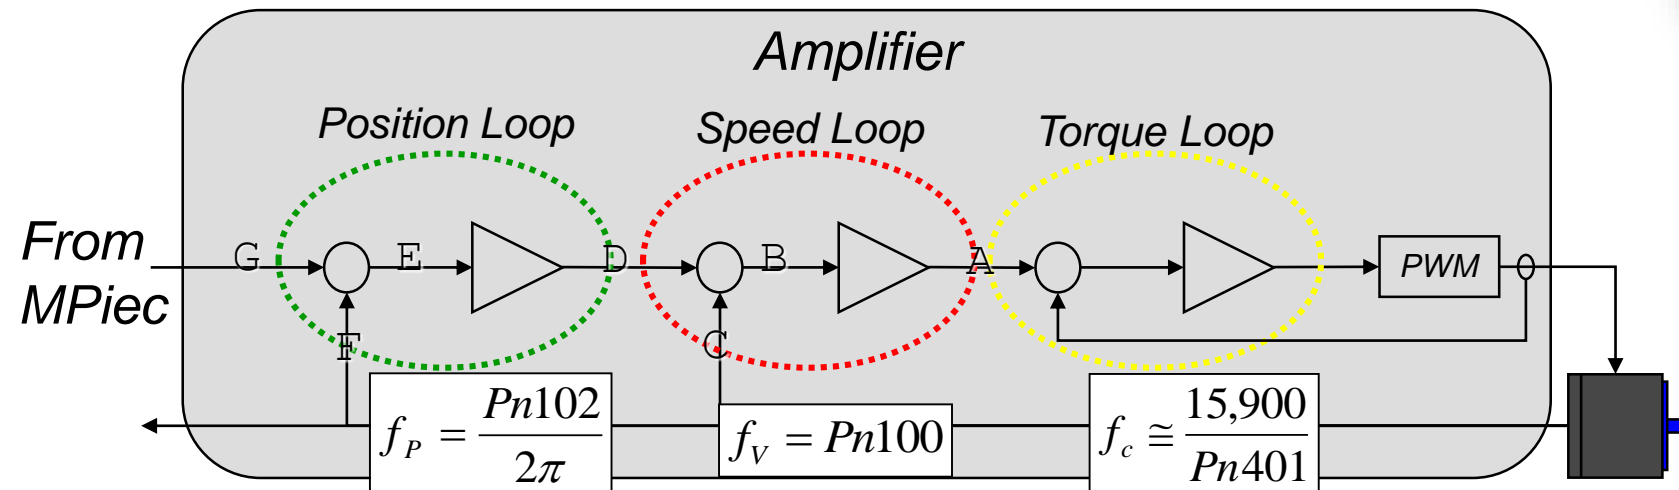 Amplifier
Position Loop
Speed Loop
Torque Loop
From
MPiec
G
E
D
B
A
PWM
F
C
f_P = Pn102 / 2π
f_V = Pn100
f_c ≅ 15,900 / Pn401